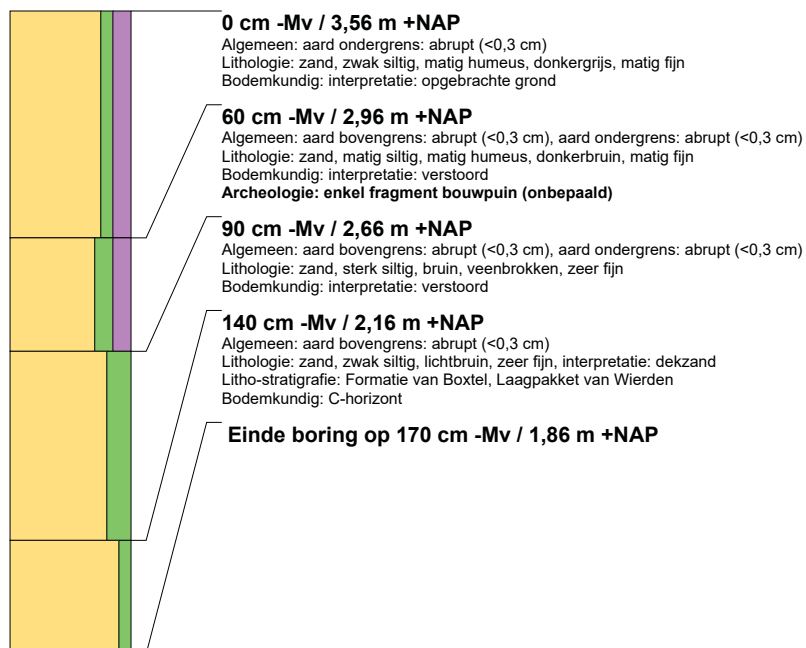 0 cm -Mv / 3,56 m +NAP
Algemeen: aard ondergrens: abrupt (<0,3 cm)
Lithologie: zand, zwak siltig, matig humeus, donkergrijs, matig fijn
Bodemkundig: interpretatie: opgebrachte grond
60 cm -Mv / 2,96 m +NAP
Algemeen: aard bovengrens: abrupt (<0,3 cm), aard ondergrens: abrupt (<0,3 cm)
Lithologie: zand, matig siltig, matig humeus, donkerbruin, matig fijn
Bodemkundig: interpretatie: verstoord
Archeologie: enkel fragment bouwpuin (onbepaald)
90 cm -Mv / 2,66 m +NAP
Algemeen: aard bovengrens: abrupt (<0,3 cm), aard ondergrens: abrupt (<0,3 cm)
Lithologie: zand, sterk siltig, bruin, veenbrokken, zeer fijn
Bodemkundig: interpretatie: verstoord
140 cm -Mv / 2,16 m +NAP
Algemeen: aard bovengrens: abrupt (<0,3 cm)
Lithologie: zand, zwak siltig, lichtbruin, zeer fijn, interpretatie: dekzand
Litho-stratigrafie: Formatie van Boxtel, Laagpakket van Wierden
Bodemkundig: C-horizont
Einde boring op 170 cm -Mv / 1,86 m +NAP